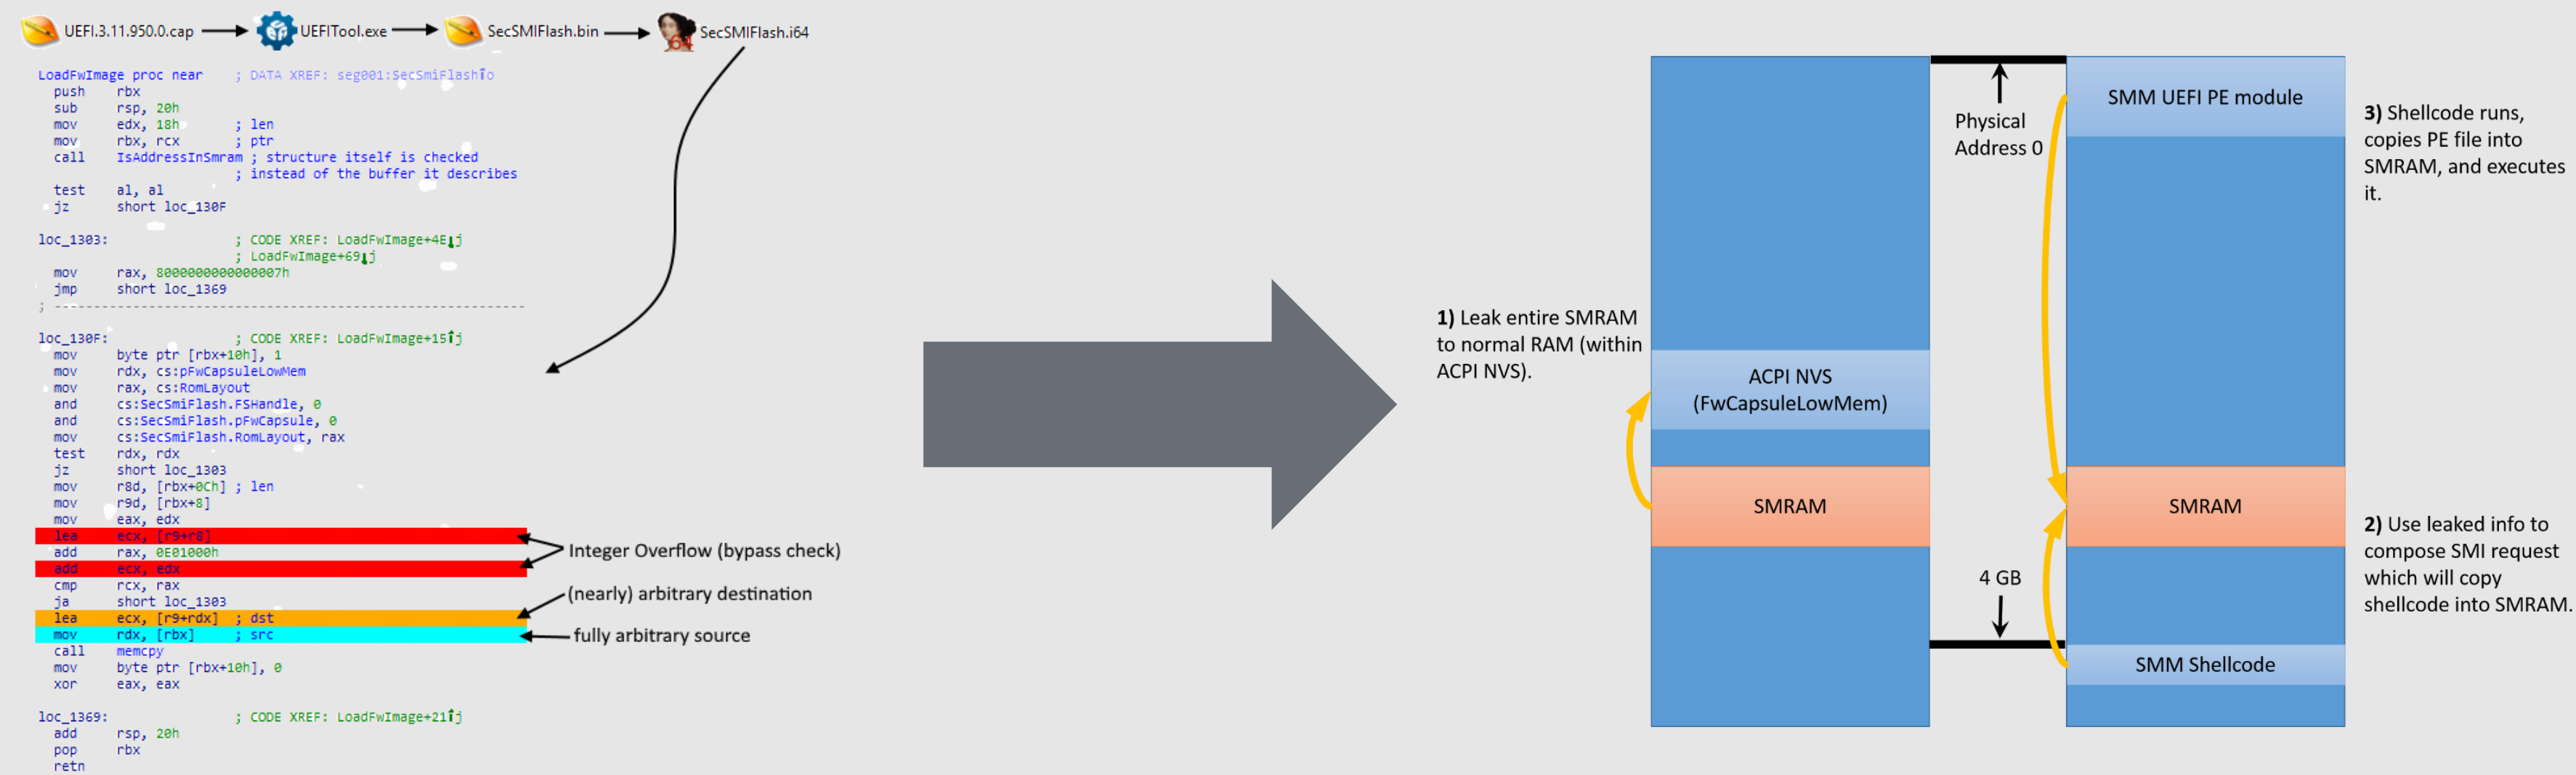 UEFI.3.11.950.0.cap
UEFITool.exe
SecSMIFlash.bin
SecSMIFlash.i64
64
LoadFwImage proc near ; DATA XREF: seg001:SecSmiFlash↑o
push rbx
sub rsp, 20h
mov edx, 18h ; len
mov rbx, rcx ; ptr
call IsAddressInSmram ; structure itself is checked
; instead of the buffer it describes
test al, al
jz short loc_130F
loc_1303: ; CODE XREF: LoadFwImage+4E↓j
; LoadFwImage+69↓j
mov rax, 8000000000000007h
jmp short loc_1369
; ---------------------------------------------------------
loc_130F: ; CODE XREF: LoadFwImage+15↑j
mov byte ptr [rbx+10h], 1
mov rdx, cs:pFwCapsuleLowMem
mov rax, cs:RomLayout
and cs:SecSmiFlash.FSHandle, 0
and cs:SecSmiFlash.pFwCapsule, 0
mov cs:SecSmiFlash.RomLayout, rax
test rdx, rdx
jz short loc_1303
mov r8d, [rbx+0Ch] ; len
mov r9d, [rbx+8]
mov eax, edx
lea ecx, [r9+r8]
add rax, 0E01000h
add ecx, edx
cmp rcx, rax
ja short loc_1303
lea ecx, [r9+rdx] ; dst
mov rdx, [rbx] ; src
call memcpy
mov byte ptr [rbx+10h], 0
xor eax, eax
loc_1369: ; CODE XREF: LoadFwImage+21↑j
add rsp, 20h
pop rbx
retn
Integer Overflow (bypass check)
(nearly) arbitrary destination
fully arbitrary source
1) Leak entire SMRAM
to normal RAM (within
ACPI NVS).
ACPI NVS
(FwCapsuleLowMem)
SMRAM
Physical
Address 0
4 GB
SMM UEFI PE module
SMRAM
SMM Shellcode
3) Shellcode runs,
copies PE file into
SMRAM, and executes
it.
2) Use leaked info to
compose SMI request
which will copy
shellcode into SMRAM.